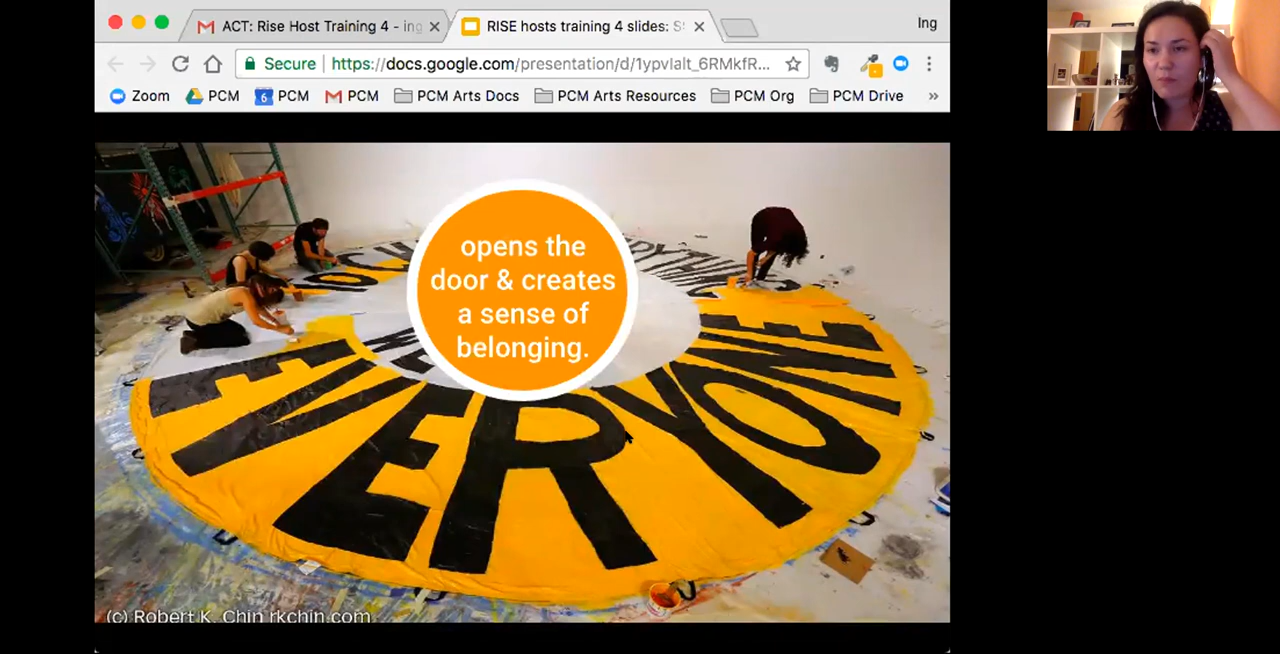 ACT: Rise Host Training 4 - ing
RISE hosts training 4 slides: S
Ing
Secure
https://docs.google.com/presentation/d/1ypvlalt_6RMkfR...
Zoom
PCM
6
PCM
PCM
PCM Arts Docs
PCM Arts Resources
PCM Org
PCM Drive
»
opens the
door & creates
a sense of
belonging.
EVERYONE
(c) Robert K. Chin rkchin.com